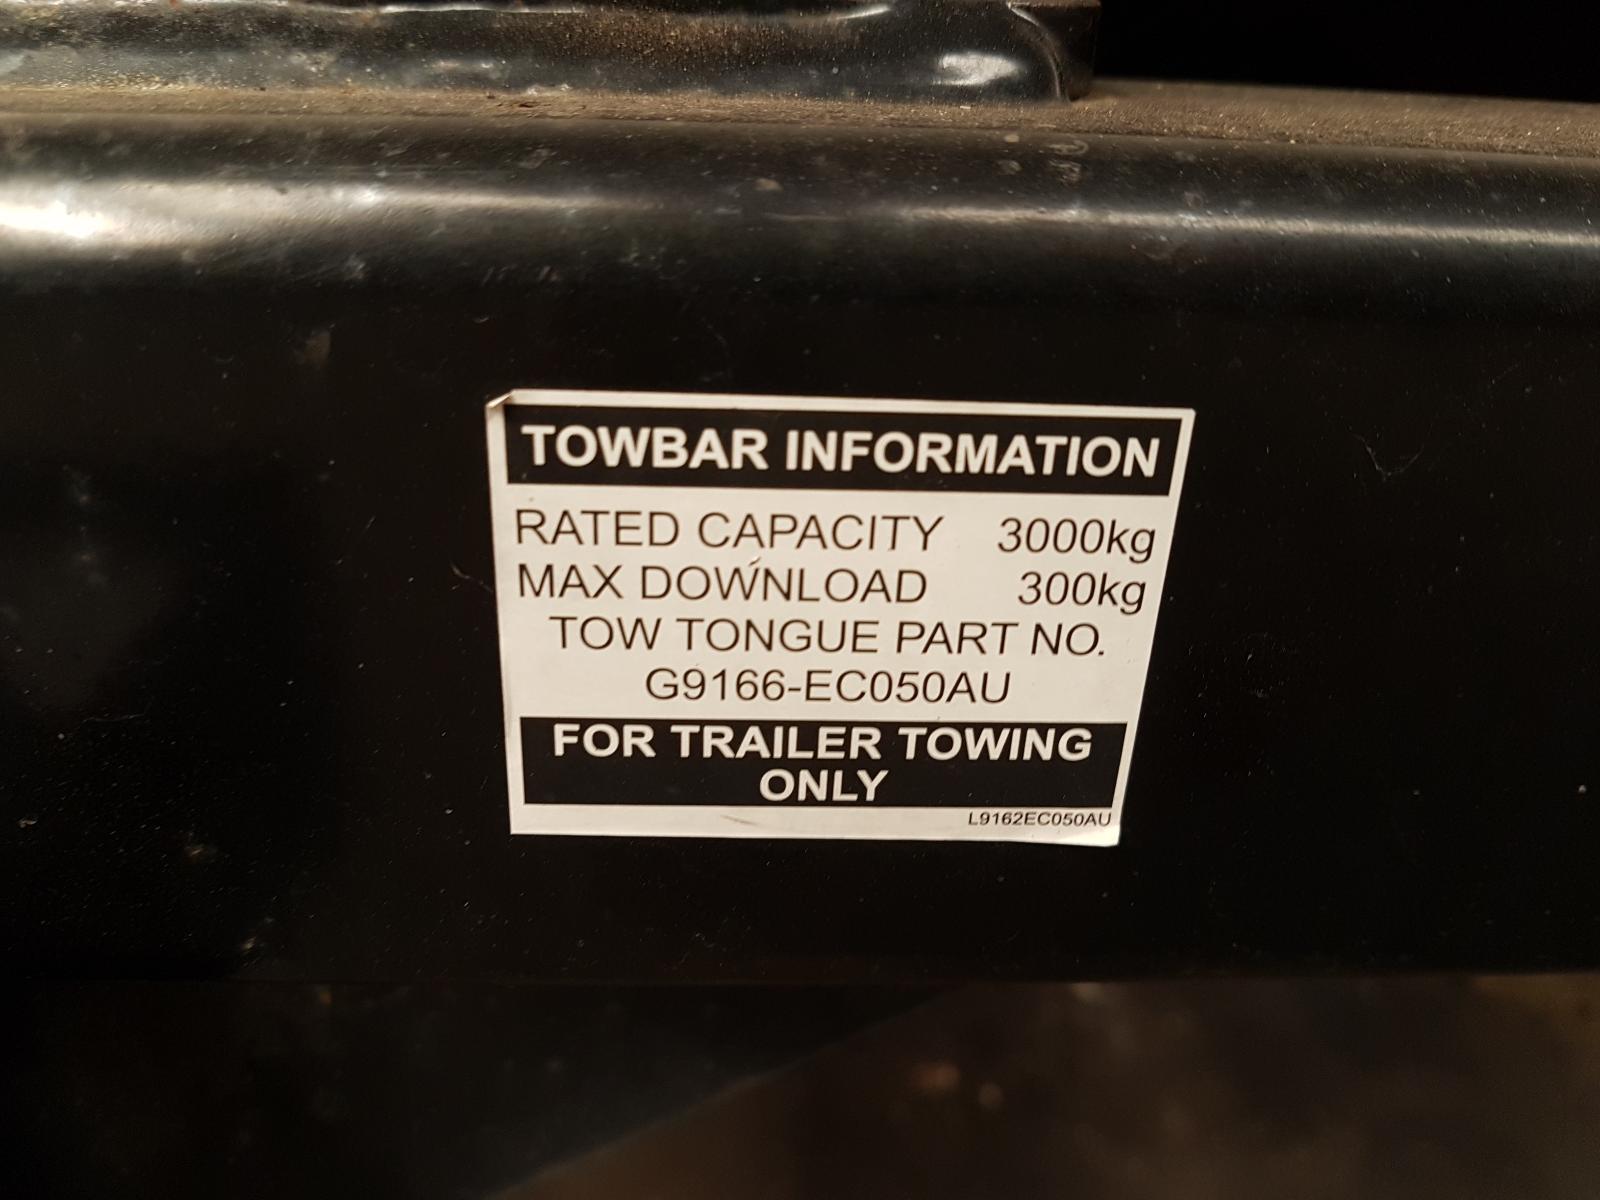 TOWBAR INFORMATION
RATED CAPACITY 3000kg
MAX DOWNLOAD 300kg
TOW TONGUE PART NO.
G9166-EC050AU
FOR TRAILER TOWING
ONLY
L9162EC050AU